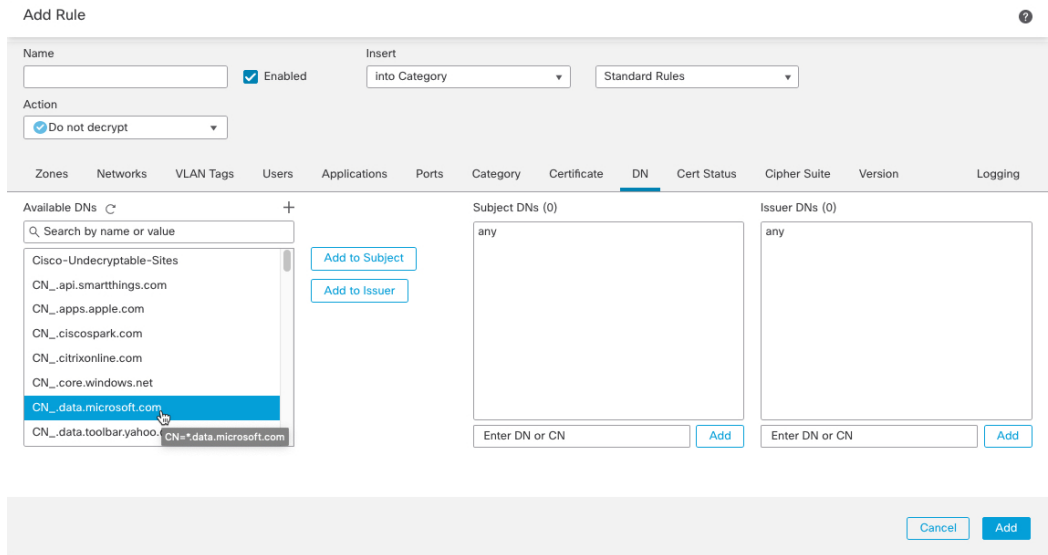 Add Rule
Name
Insert
Enabled
into Category
Standard Rules
Action
Do not decrypt
Zones Networks VLAN Tags Users Applications Ports Category Certificate DN Cert Status Cipher Suite Version Logging
Available DNs
Subject DNs (0)
Issuer DNs (0)
Search by name or value
any
any
Cisco-Undecryptable-Sites
Add to Subject
CN_.api.smartthings.com
Add to Issuer
CN_.apps.apple.com
CN_.ciscospark.com
CN_.citrixonline.com
CN_.core.windows.net
CN_.data.microsoft.com
CN_.data.toolbar.yahoo.
CN=*.data.microsoft.com
Enter DN or CN
Add
Enter DN or CN
Add
Cancel
Add